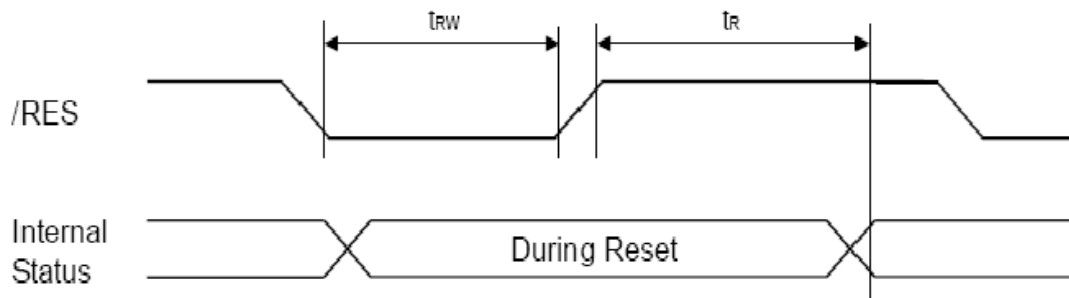 tRW tR
/RES
Internal
Status
During Reset